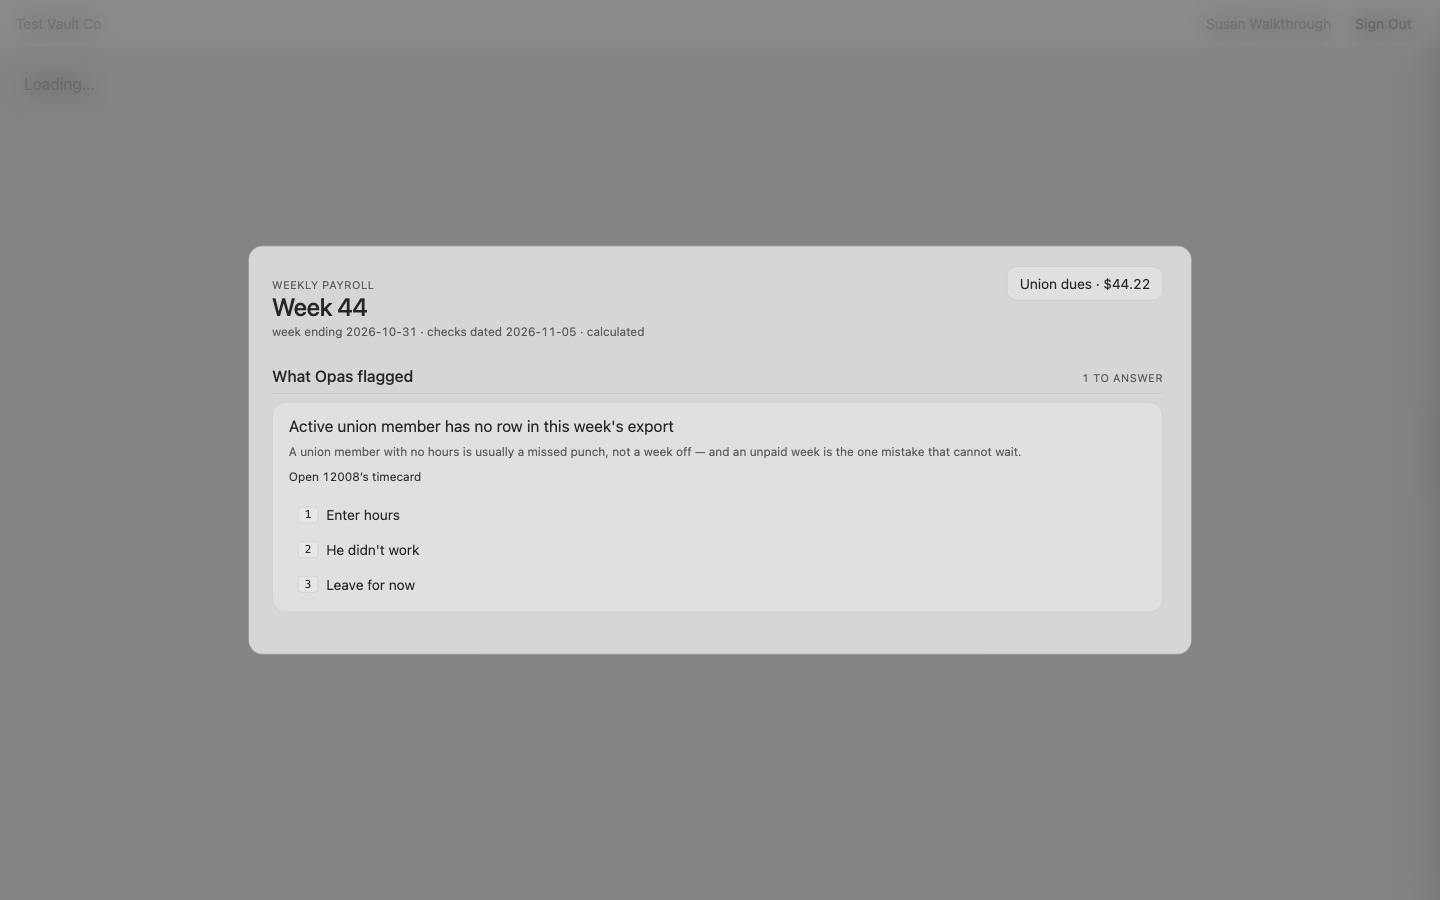 Test Vault Co
Susan Walkthrough
Sign Out
Loading...
WEEKLY PAYROLL
Week 44
week ending 2026-10-31 · checks dated 2026-11-05 · calculated
Union dues · $44.22
What Opas flagged
1 TO ANSWER
Active union member has no row in this week's export
A union member with no hours is usually a missed punch, not a week off — and an unpaid week is the one mistake that cannot wait.
Open 12008’s timecard
1 Enter hours
2 He didn't work
3 Leave for now